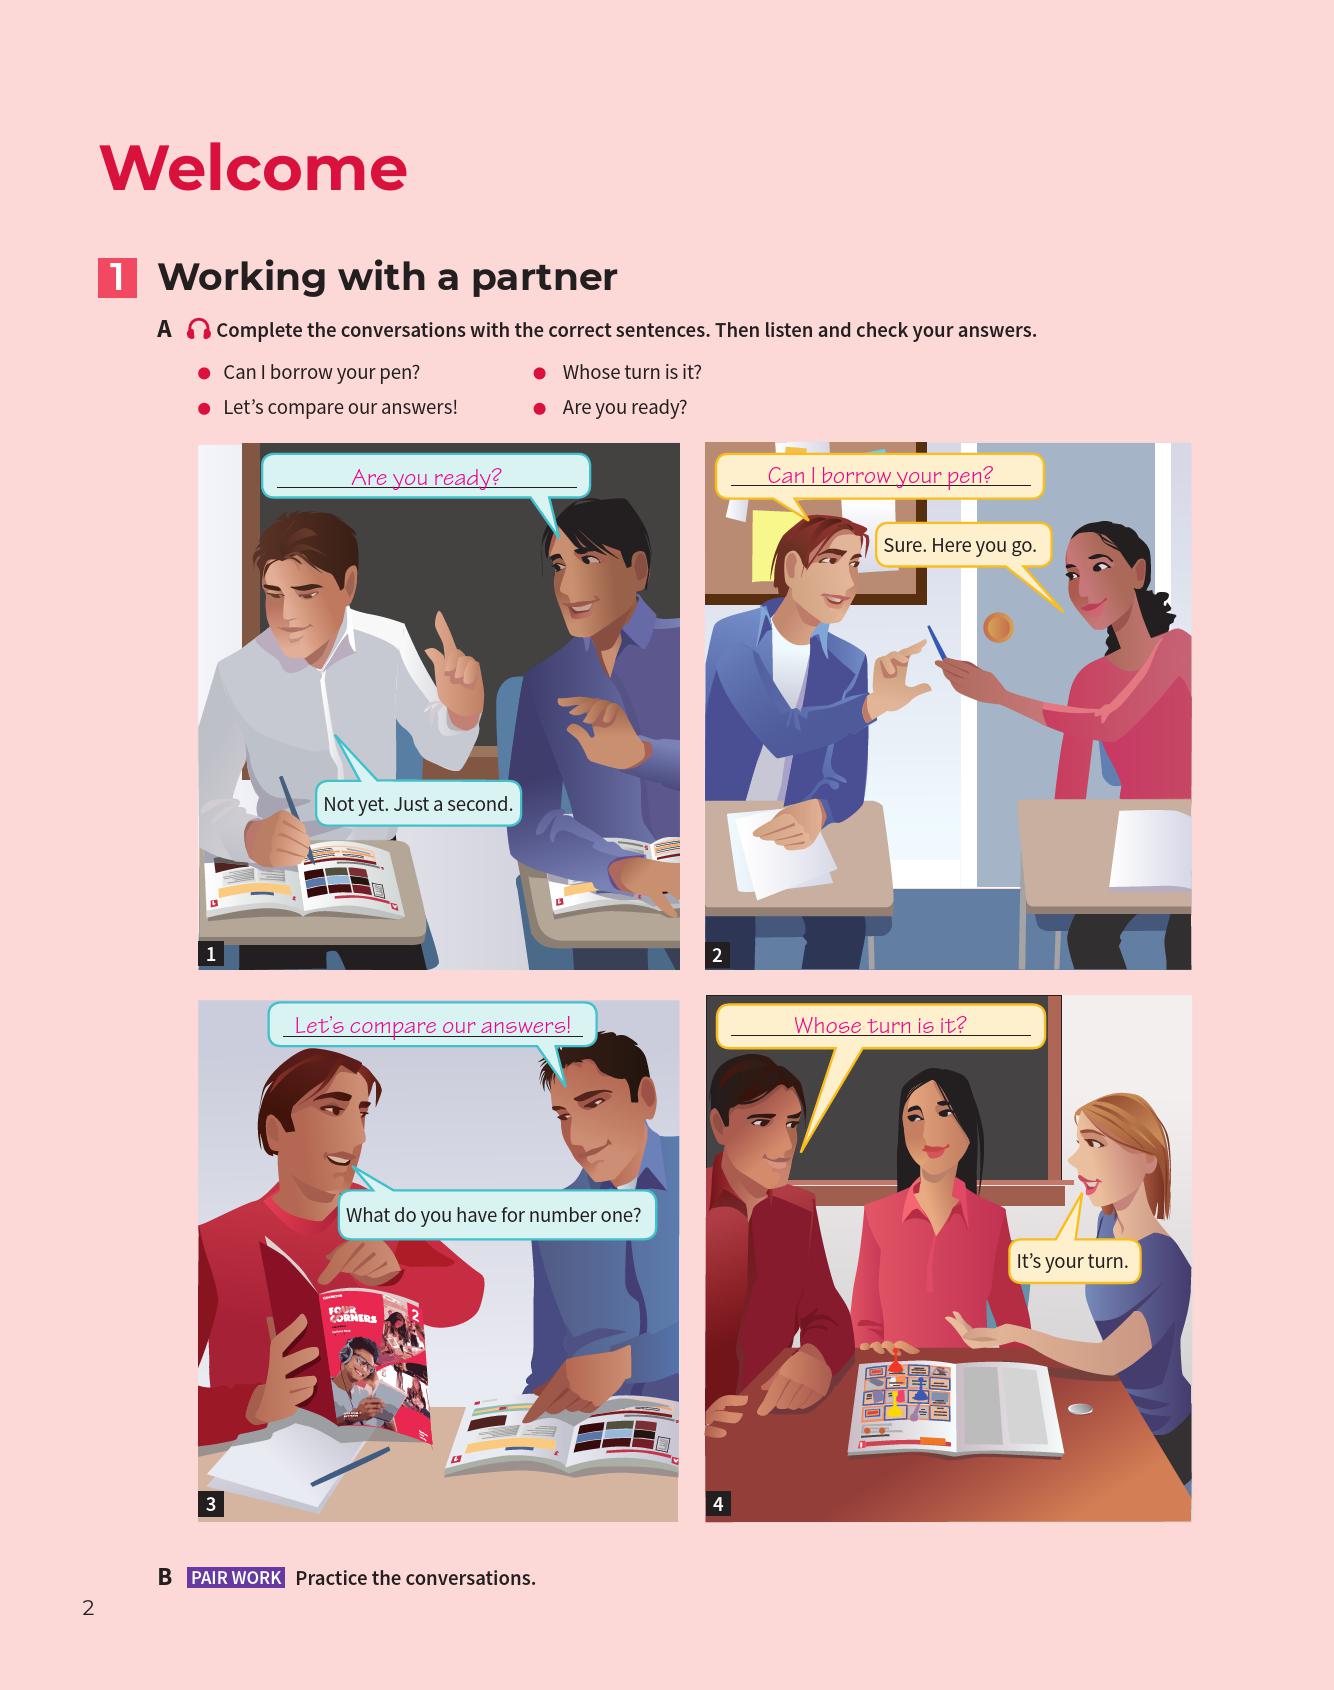 Welcome
1 Working with a partner
A Complete the conversations with the correct sentences. Then listen and check your answers.
● Can I borrow your pen? ● Whose turn is it?
● Let's compare our answers! ● Are you ready?
Are you ready?
Not yet. Just a second.
1
Can I borrow your pen?
Sure. Here you go.
2
Let's compare our answers!
What do you have for number one?
FOUR
CORNERS
2
3
Whose turn is it?
It's your turn.
4
B PAIR WORK Practice the conversations.
2